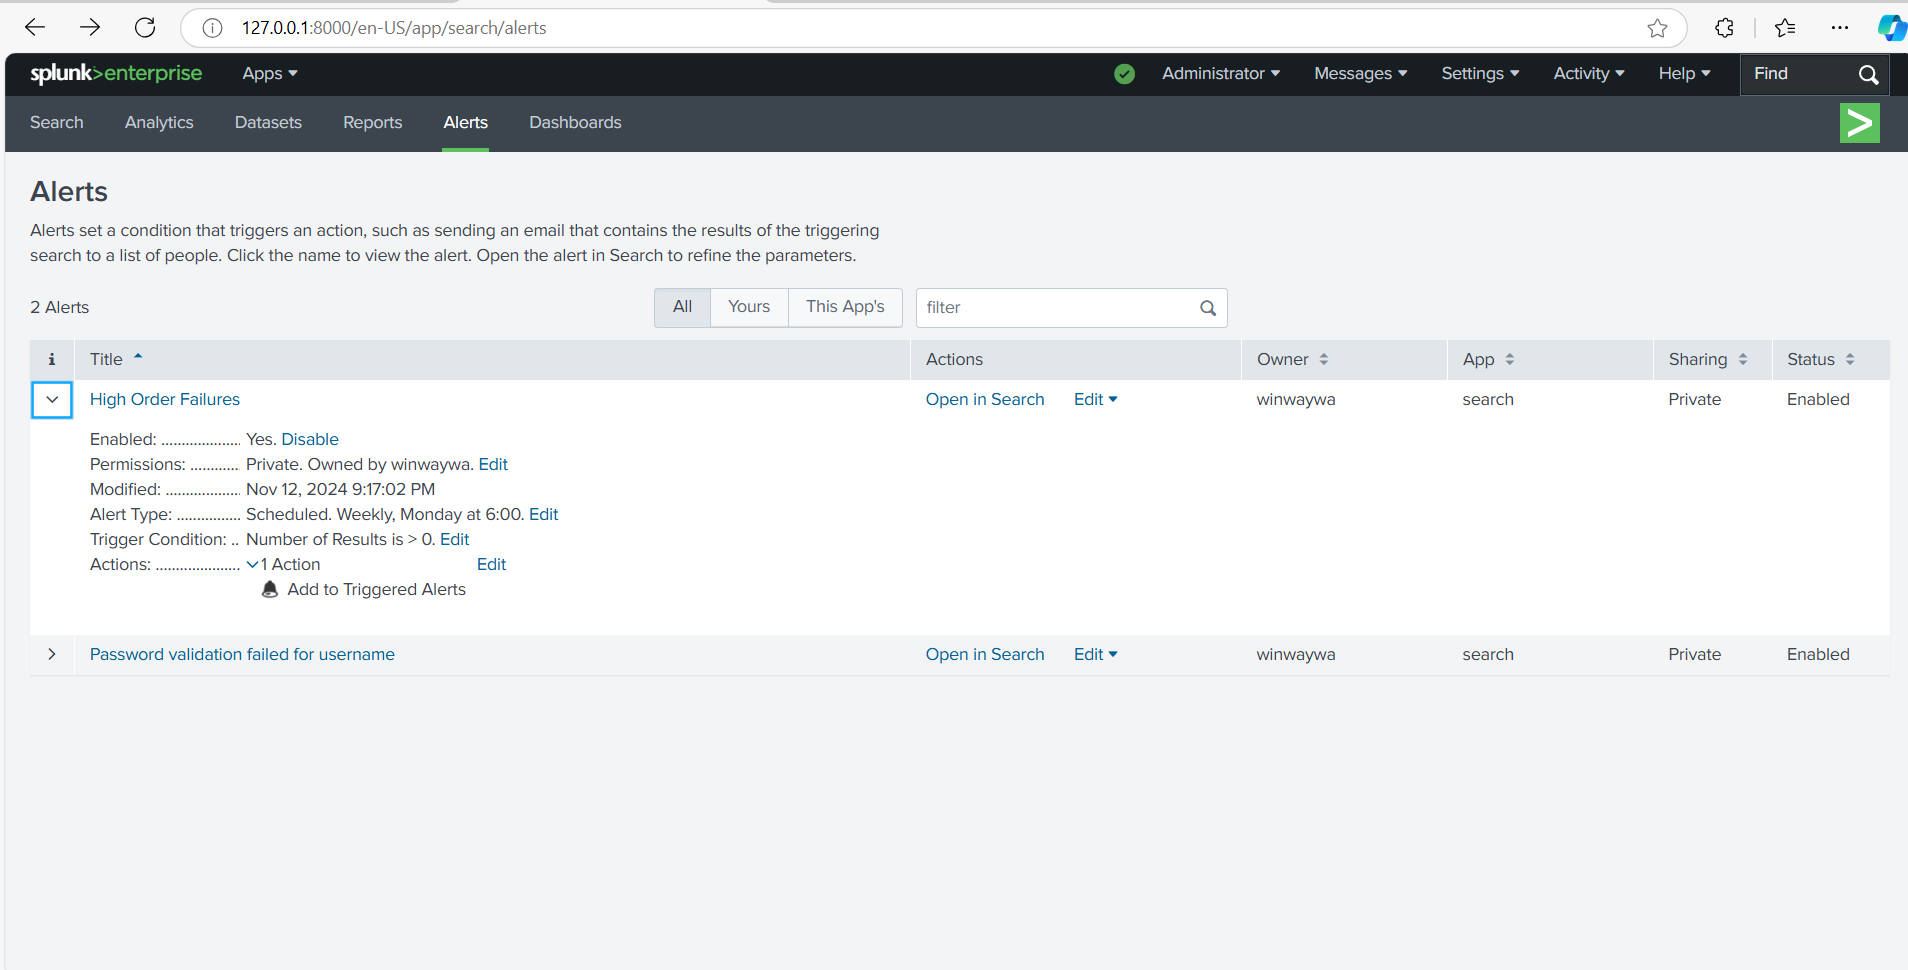 127.0.0.1:8000/en-US/app/search/alerts
splunk>enterprise Apps Administrator Messages Settings Activity Help Find
Search Analytics Datasets Reports Alerts Dashboards
Alerts
Alerts set a condition that triggers an action, such as sending an email that contains the results of the triggering
search to a list of people. Click the name to view the alert. Open the alert in Search to refine the parameters.
2 Alerts All Yours This App's filter
i Title Actions Owner App Sharing Status
High Order Failures Open in Search Edit winwaywa search Private Enabled
Enabled: .................... Yes. Disable
Permissions: ............ Private. Owned by winwaywa. Edit
Modified: .................. Nov 12, 2024 9:17:02 PM
Alert Type: ............... Scheduled. Weekly, Monday at 6:00. Edit
Trigger Condition: .. Number of Results is > 0. Edit
Actions: .................... 1 Action Edit
Add to Triggered Alerts
Password validation failed for username Open in Search Edit winwaywa search Private Enabled